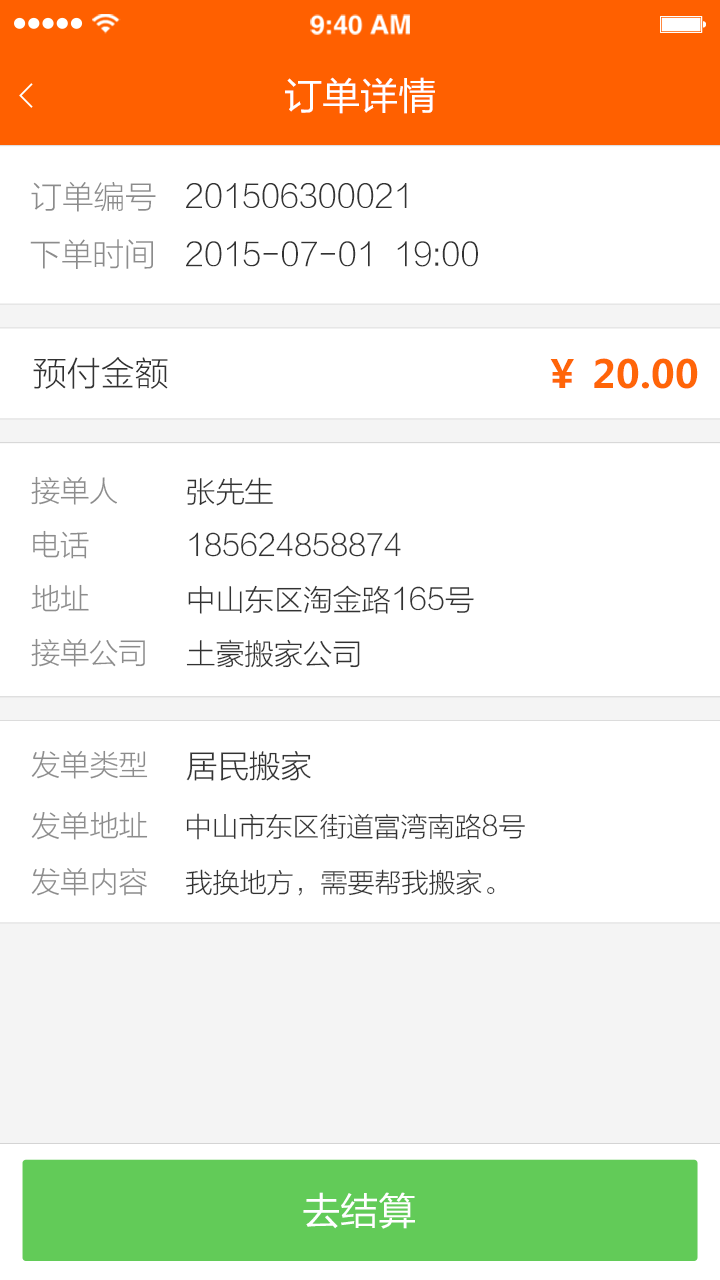 9:40 AM
订单详情
订单编号 201506300021
下单时间 2015-07-01 19:00
预付金额 ¥ 20.00
接单人 张先生
电话 185624858874
地址 中山东区淘金路165号
接单公司 土豪搬家公司
发单类型 居民搬家
发单地址 中山市东区街道富湾南路8号
发单内容 我换地方，需要帮我搬家。
去结算